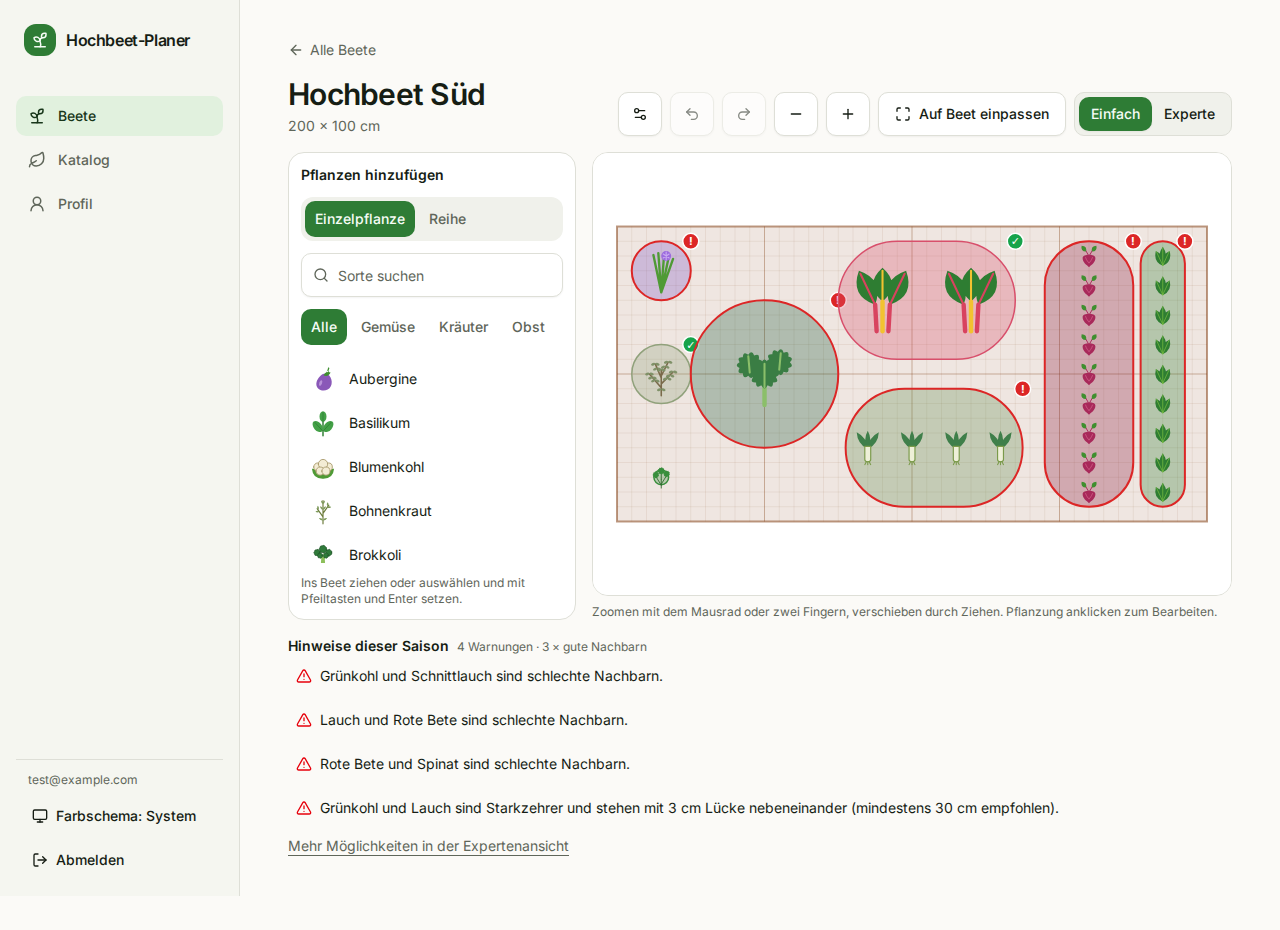 Hochbeet-Planer
Beete
Katalog
Profil
test@example.com
Farbschema: System
Abmelden
Alle Beete
Hochbeet Süd
200 × 100 cm
Auf Beet einpassen
Einfach
Experte
Pflanzen hinzufügen
Einzelpflanze
Reihe
Sorte suchen
Alle
Gemüse
Kräuter
Obst
Aubergine
Basilikum
Blumenkohl
Bohnenkraut
Brokkoli
Ins Beet ziehen oder auswählen und mit
Pfeiltasten und Enter setzen.
Zoomen mit dem Mausrad oder zwei Fingern, verschieben durch Ziehen. Pflanzung anklicken zum Bearbeiten.
Hinweise dieser Saison 4 Warnungen · 3 × gute Nachbarn
Grünkohl und Schnittlauch sind schlechte Nachbarn.
Lauch und Rote Bete sind schlechte Nachbarn.
Rote Bete und Spinat sind schlechte Nachbarn.
Grünkohl und Lauch sind Starkzehrer und stehen mit 3 cm Lücke nebeneinander (mindestens 30 cm empfohlen).
Mehr Möglichkeiten in der Expertenansicht